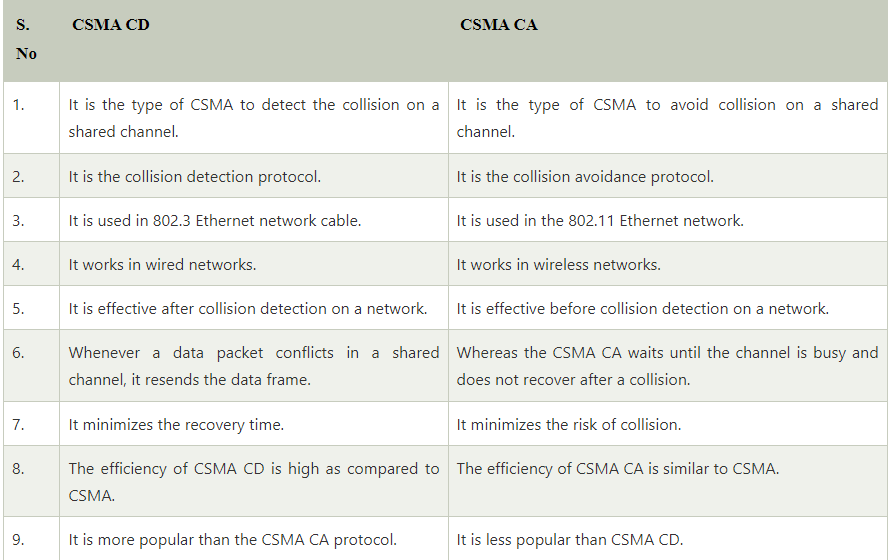 S. No CSMA CD CSMA CA
1. It is the type of CSMA to detect the collision on a It is the type of CSMA to avoid collision on a shared
shared channel. channel.
2. It is the collision detection protocol. It is the collision avoidance protocol.
3. It is used in 802.3 Ethernet network cable. It is used in the 802.11 Ethernet network.
4. It works in wired networks. It works in wireless networks.
5. It is effective after collision detection on a network. It is effective before collision detection on a network.
6. Whenever a data packet conflicts in a shared Whereas the CSMA CA waits until the channel is busy and
channel, it resends the data frame. does not recover after a collision.
7. It minimizes the recovery time. It minimizes the risk of collision.
8. The efficiency of CSMA CD is high as compared to The efficiency of CSMA CA is similar to CSMA.
CSMA.
9. It is more popular than the CSMA CA protocol. It is less popular than CSMA CD.